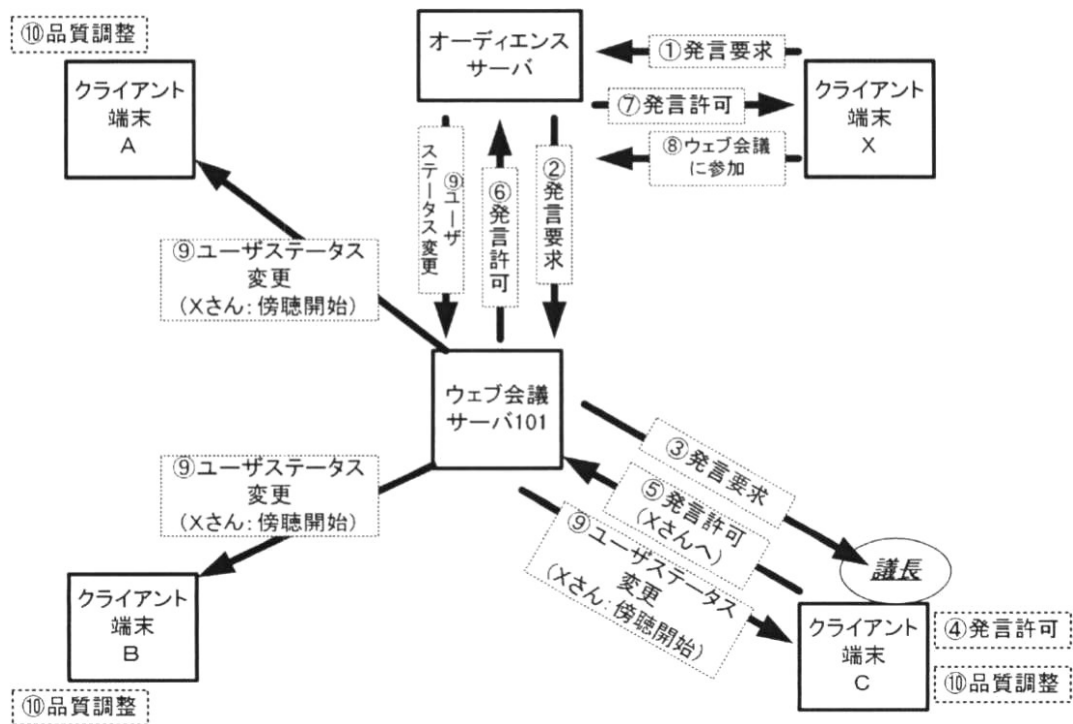 ⑩品質調整
クライアント
端末
A
オーディエンス
サーバ
①発言要求
⑦発言許可
⑧ウェブ会議
に参加
クライアント
端末
X
⑨ユーザ
ステータス変更
⑥発言許可
②発言要求
⑨ユーザステータス
変更
(Xさん:傍聴開始)
ウェブ会議
サーバ101
⑨ユーザステータス
変更
(Xさん:傍聴開始)
③発言要求
⑤発言許可
(Xさんへ)
⑨ユーザステータス
変更
(Xさん:傍聴開始)
議長
クライアント
端末
B
⑩品質調整
クライアント
端末
C
④発言許可
⑩品質調整